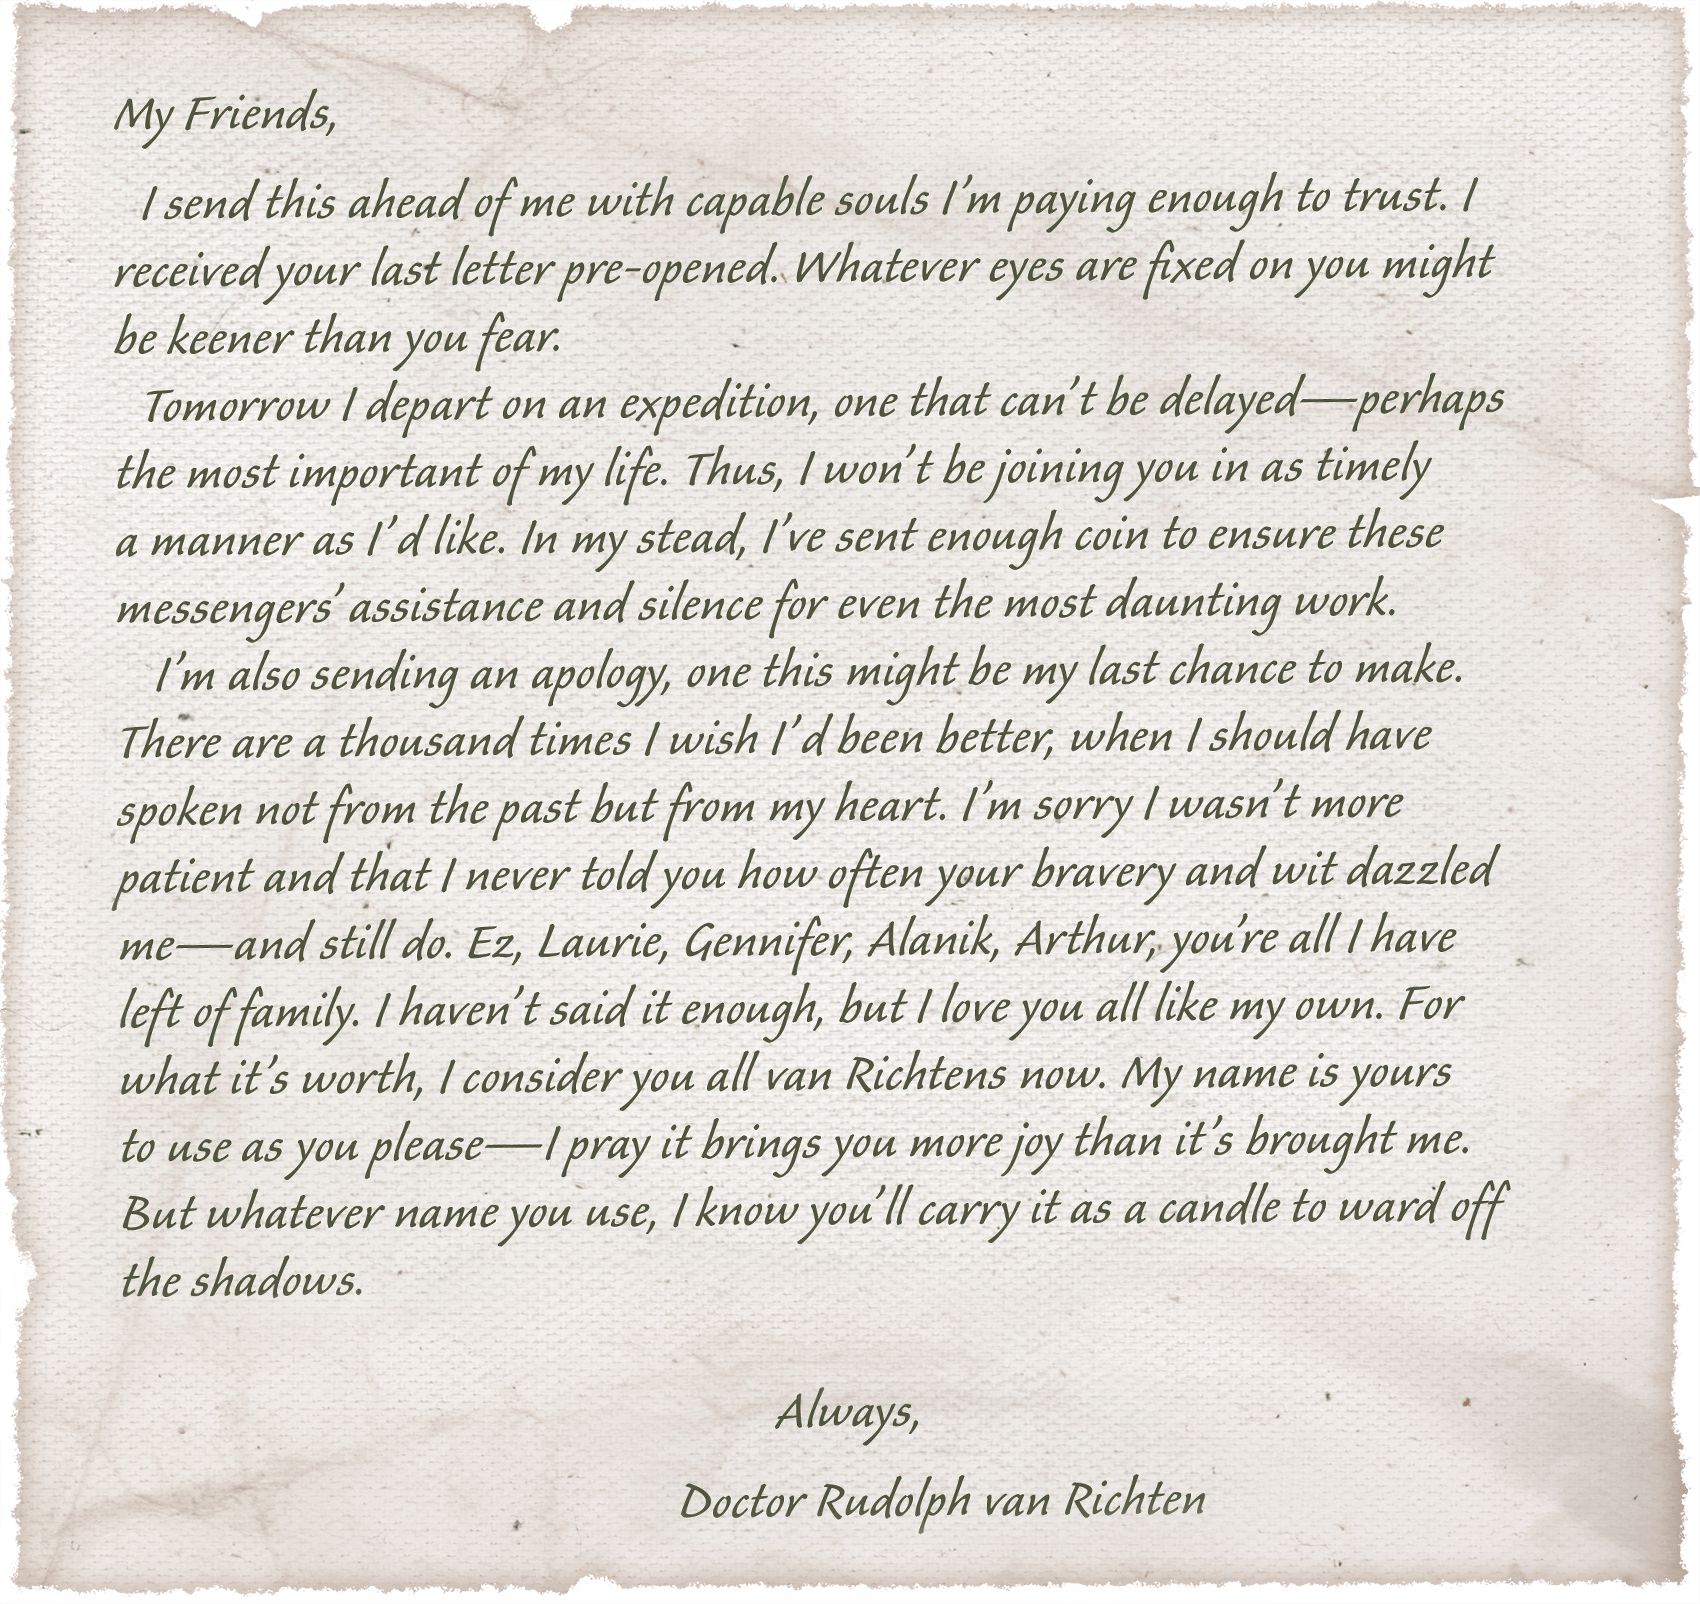 My Friends,
I send this ahead of me with capable souls I'm paying enough to trust. I
received your last letter pre-opened. Whatever eyes are fixed on you might
be keener than you fear.
Tomorrow I depart on an expedition, one that can't be delayed—perhaps
the most important of my life. Thus, I won't be joining you in as timely
a manner as I'd like. In my stead, I've sent enough coin to ensure these
messengers' assistance and silence for even the most daunting work.
I'm also sending an apology, one this might be my last chance to make.
There are a thousand times I wish I'd been better, when I should have
spoken not from the past but from my heart. I'm sorry I wasn't more
patient and that I never told you how often your bravery and wit dazzled
me—and still do. Ez, Laurie, Gennifer, Alanik, Arthur, you're all I have
left of family. I haven't said it enough, but I love you all like my own. For
what it's worth, I consider you all van Richtens now. My name is yours
to use as you please—I pray it brings you more joy than it's brought me.
But whatever name you use, I know you'll carry it as a candle to ward off
the shadows.
Always,
Doctor Rudolph van Richten